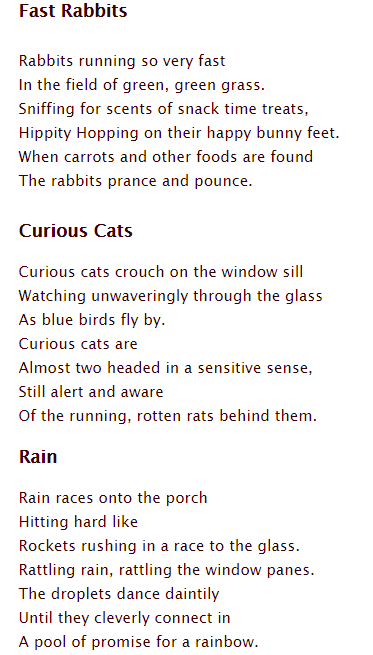 Fast Rabbits
Rabbits running so very fast
In the field of green, green grass.
Sniffing for scents of snack time treats,
Hippity Hopping on their happy bunny feet.
When carrots and other foods are found
The rabbits prance and pounce.
Curious Cats
Curious cats crouch on the window sill
Watching unwaveringly through the glass
As blue birds fly by.
Curious cats are
Almost two headed in a sensitive sense,
Still alert and aware
Of the running, rotten rats behind them.
Rain
Rain races onto the porch
Hitting hard like
Rockets rushing in a race to the glass.
Rattling rain, rattling the window panes.
The droplets dance daintily
Until they cleverly connect in
A pool of promise for a rainbow.